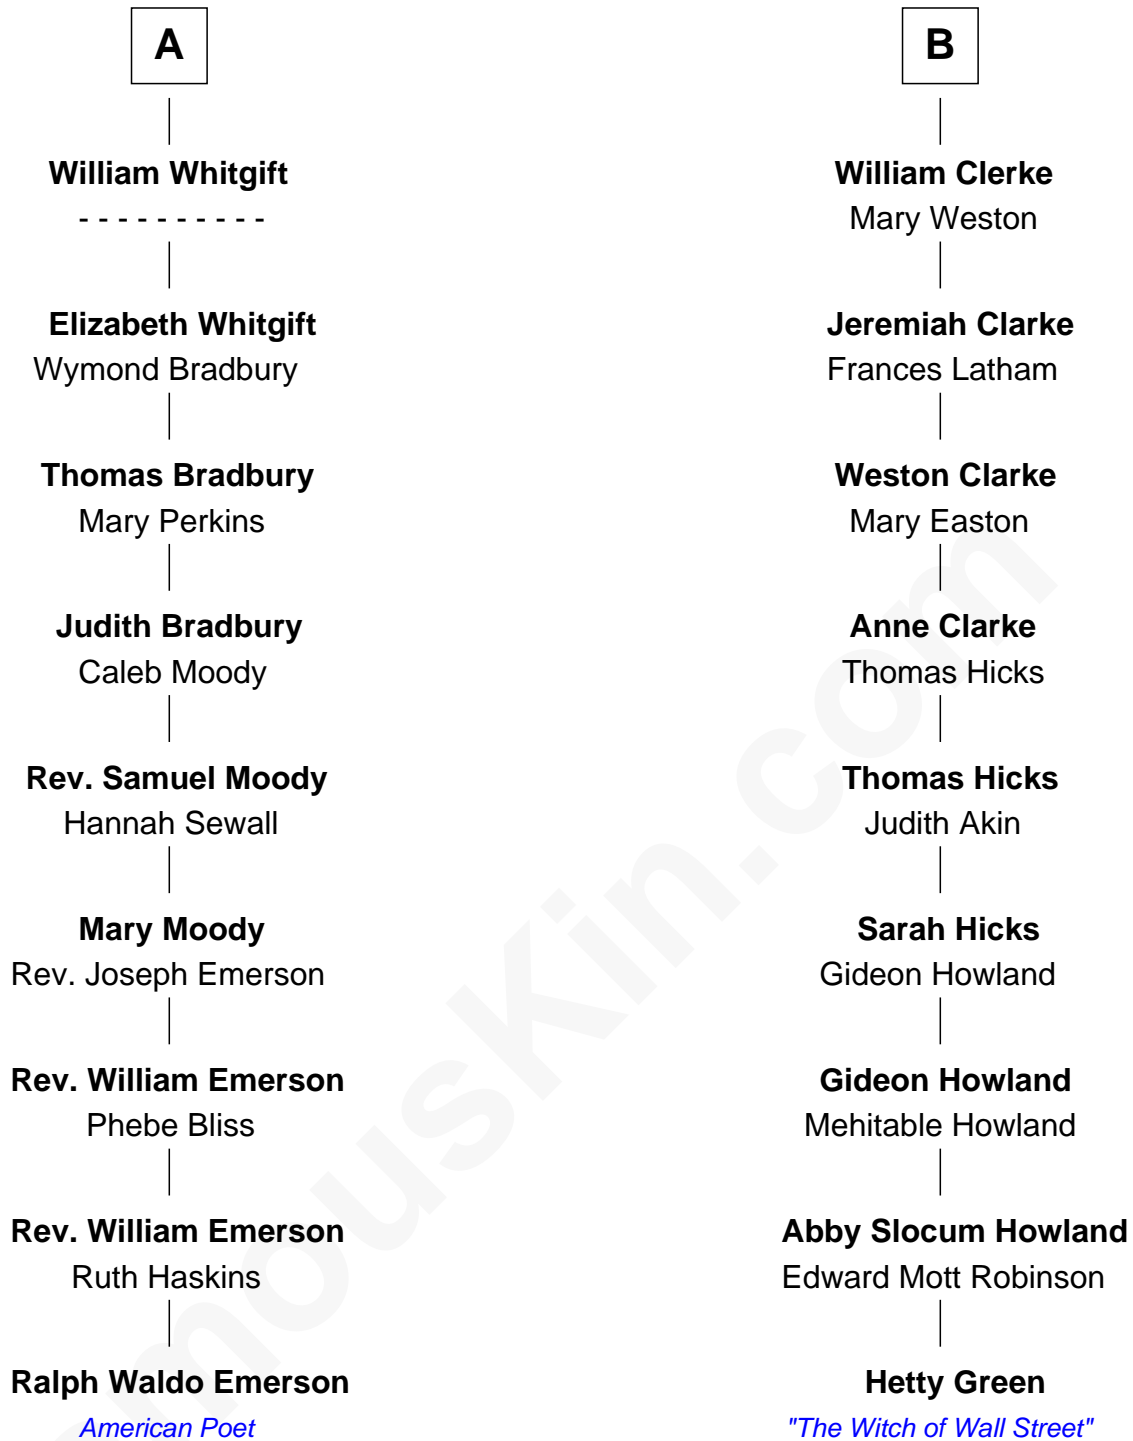 A
William Whitgift
- - - - - - - - - -
Elizabeth Whitgift
Wymond Bradbury
Thomas Bradbury
Mary Perkins
Judith Bradbury
Caleb Moody
Rev. Samuel Moody
Hannah Sewall
Mary Moody
Rev. Joseph Emerson
Rev. William Emerson
Phebe Bliss
Rev. William Emerson
Ruth Haskins
Ralph Waldo Emerson
American Poet
B
William Clerke
Mary Weston
Jeremiah Clarke
Frances Latham
Weston Clarke
Mary Easton
Anne Clarke
Thomas Hicks
Thomas Hicks
Judith Akin
Sarah Hicks
Gideon Howland
Gideon Howland
Mehitable Howland
Abby Slocum Howland
Edward Mott Robinson
Hetty Green
"The Witch of Wall Street"
mousKin.com